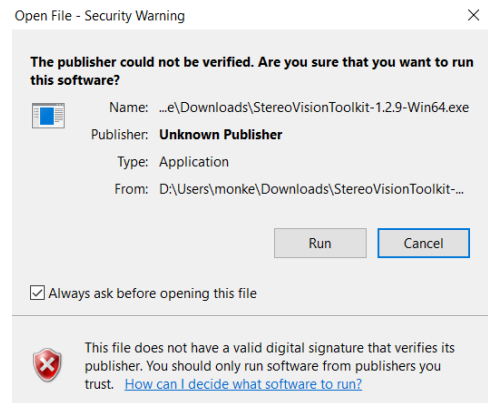 Open File - Security Warning
The publisher could not be verified. Are you sure that you want to run
this software?
Name: ...e\Downloads\StereoVisionToolkit-1.2.9-Win64.exe
Publisher: Unknown Publisher
Type: Application
From: D:\Users\monke\Downloads\StereoVisionToolkit-...
Run Cancel
Always ask before opening this file
This file does not have a valid digital signature that verifies its
publisher. You should only run software from publishers you
trust. How can I decide what software to run?